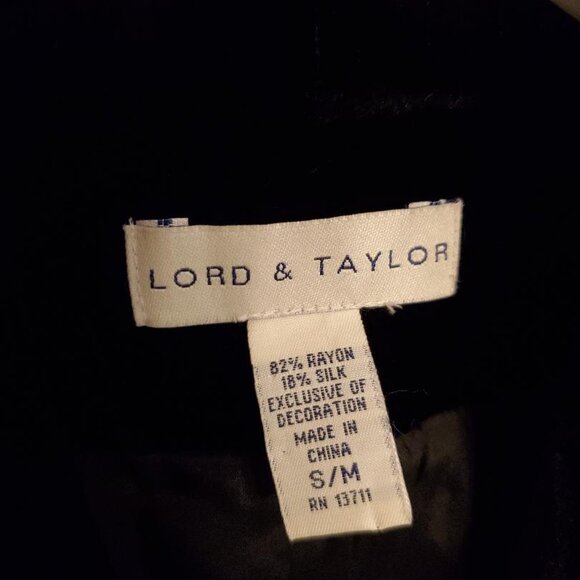 LORD & TAYLOR
82% RAYON
18% SILK
EXCLUSIVE OF
DECORATION
MADE IN
CHINA
S/M
RN 13711